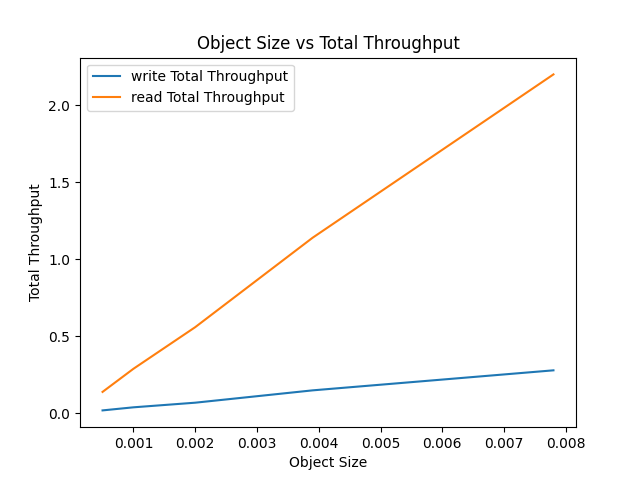 Object Size vs Total Throughput
write Total Throughput
read Total Throughput
Total Throughput
2.0
1.5
1.0
0.5
0.0
0.001 0.002 0.003 0.004 0.005 0.006 0.007 0.008
Object Size